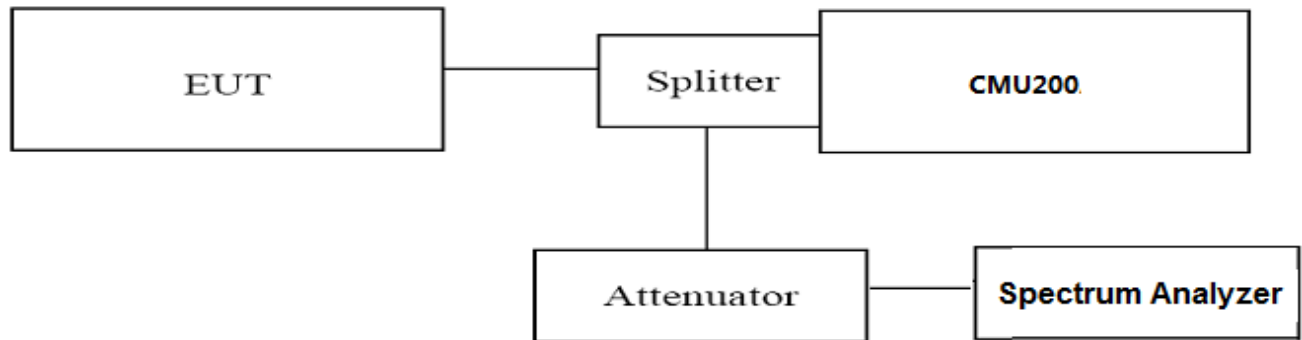 EUT
Splitter
CMU200
Attenuator
Spectrum Analyzer